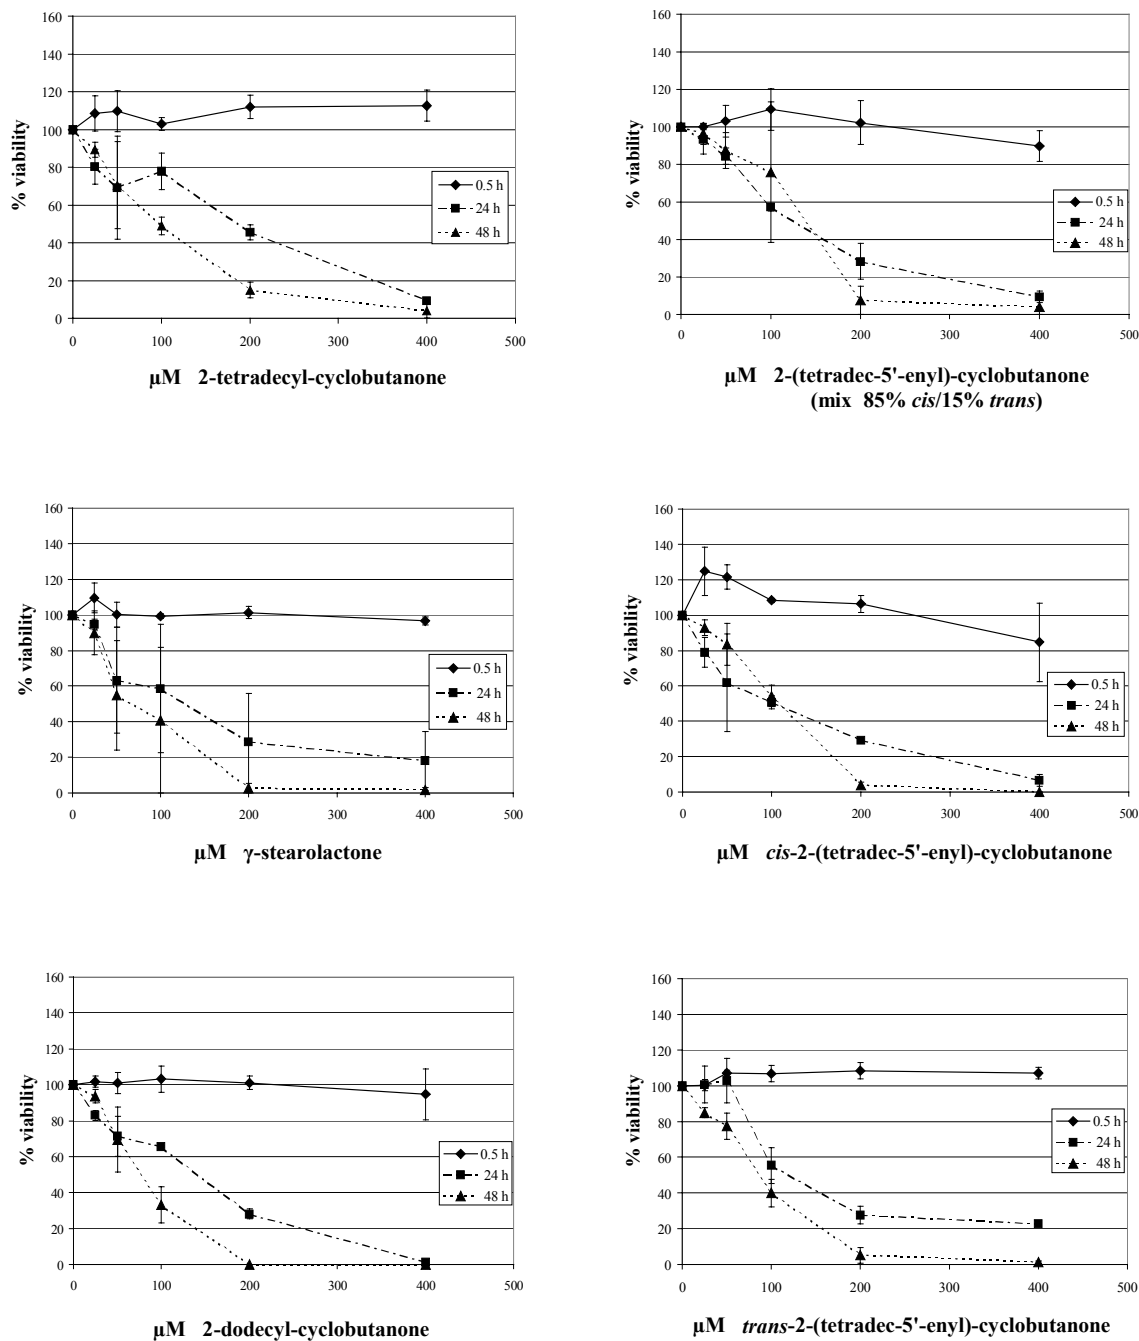 160
140
120
100
80
60
40
20
0
% viability
0.5 h
24 h
48 h
0 100 200 300 400 500
µM 2-tetradecyl-cyclobutanone
160
140
120
100
80
60
40
20
0
% viability
0.5 h
24 h
48 h
0 100 200 300 400 500
µM 2-(tetradec-5'-enyl)-cyclobutanone
(mix 85% cis/15% trans)
160
140
120
100
80
60
40
20
0
% viability
0.5 h
24 h
48 h
0 100 200 300 400 500
µM γ-stearolactone
160
140
120
100
80
60
40
20
0
% viability
0.5 h
24 h
48 h
0 100 200 300 400 500
µM cis-2-(tetradec-5'-enyl)-cyclobutanone
160
140
120
100
80
60
40
20
0
% viability
0.5 h
24 h
48 h
0 100 200 300 400 500
µM 2-dodecyl-cyclobutanone
160
140
120
100
80
60
40
20
0
% viability
0.5 h
24 h
48 h
0 100 200 300 400 500
µM trans-2-(tetradec-5'-enyl)-cyclobutanone